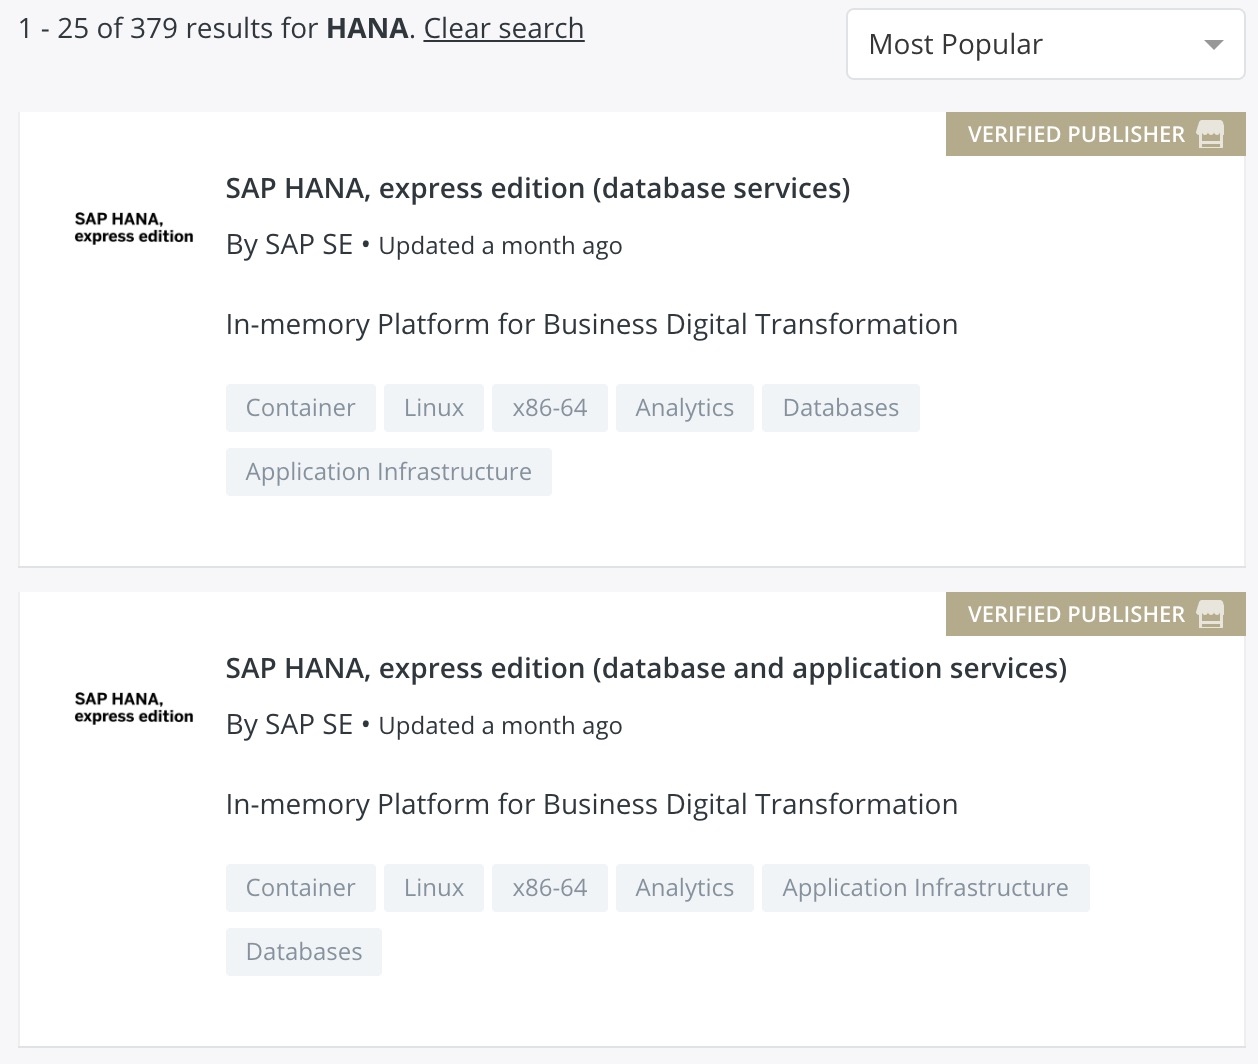 1 - 25 of 379 results for HANA. Clear search
Most Popular
VERIFIED PUBLISHER
SAP HANA, express edition (database services)
SAP HANA,
express edition
By SAP SE • Updated a month ago
In-memory Platform for Business Digital Transformation
Container Linux x86-64 Analytics Databases
Application Infrastructure
VERIFIED PUBLISHER
SAP HANA, express edition (database and application services)
SAP HANA,
express edition
By SAP SE • Updated a month ago
In-memory Platform for Business Digital Transformation
Container Linux x86-64 Analytics Application Infrastructure
Databases